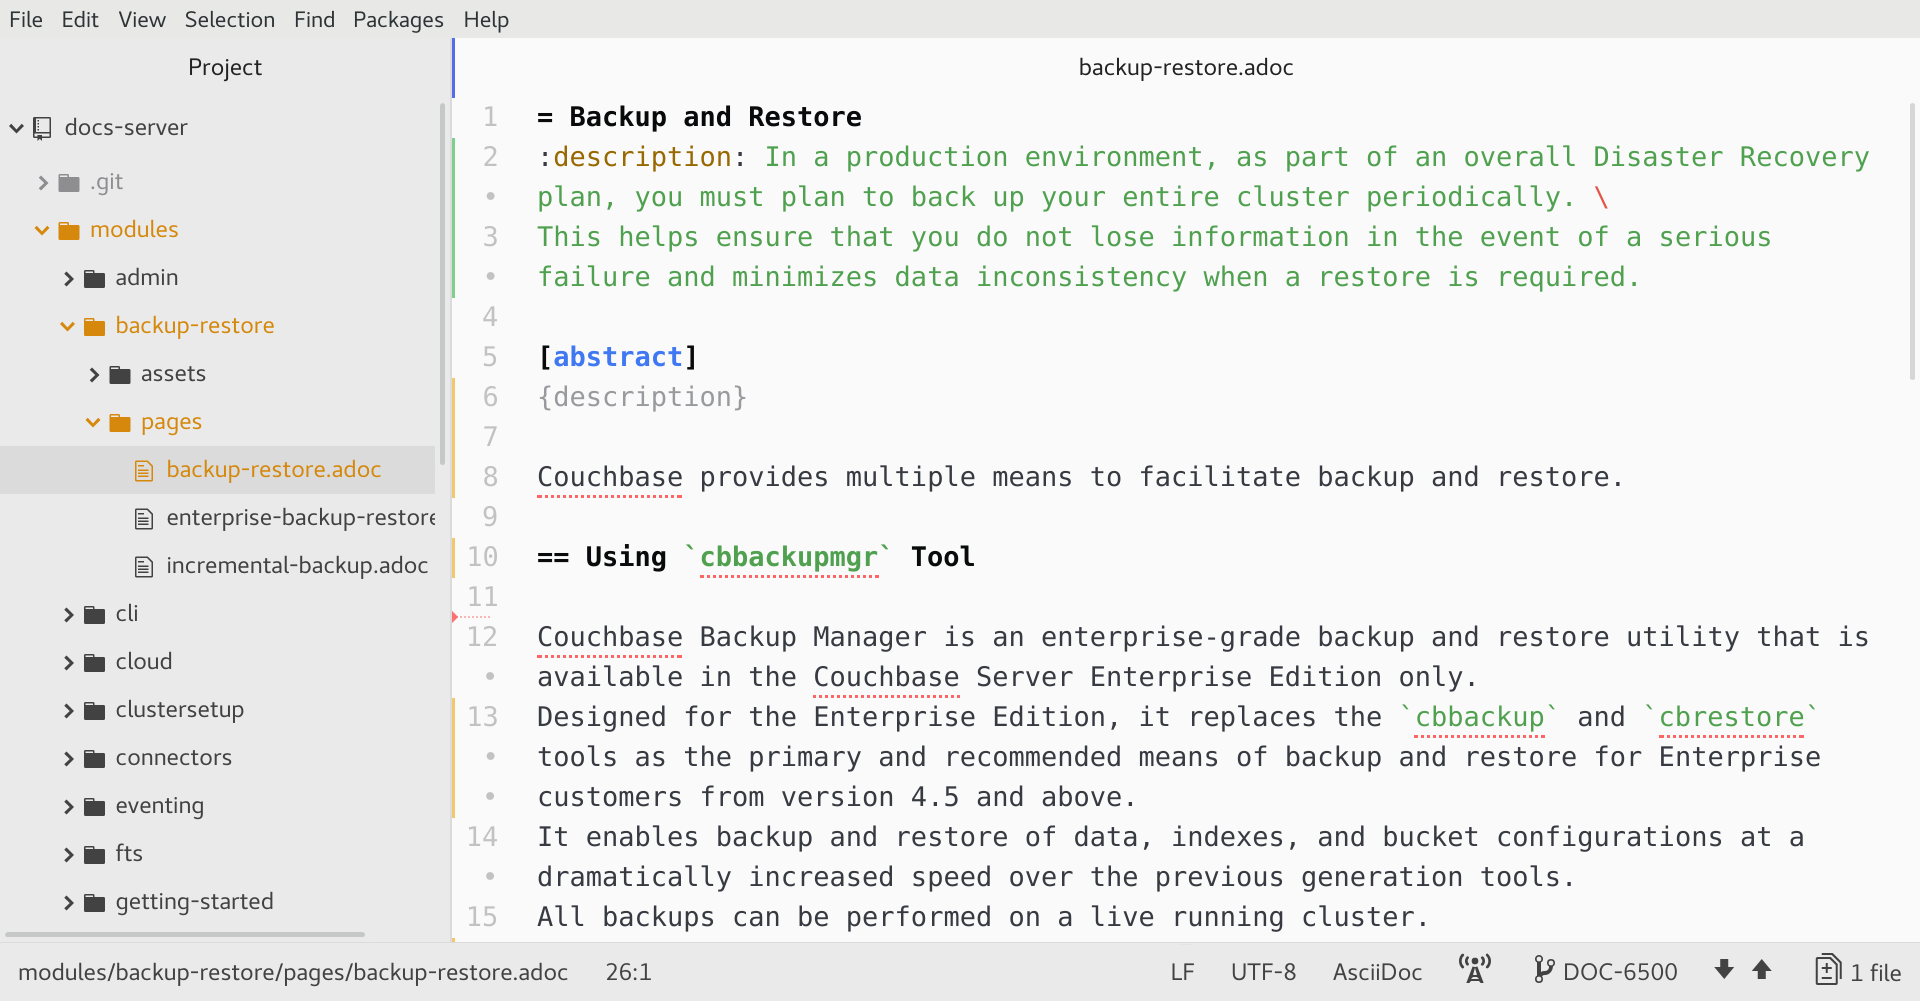 File Edit View Selection Find Packages Help
Project
docs-server
.git
modules
admin
backup-restore
assets
pages
backup-restore.adoc
enterprise-backup-restore
incremental-backup.adoc
cli
cloud
clustersetup
connectors
eventing
fts
getting-started
backup-restore.adoc
1 = Backup and Restore
2 :description: In a production environment, as part of an overall Disaster Recovery
• plan, you must plan to back up your entire cluster periodically. \
3 This helps ensure that you do not lose information in the event of a serious
• failure and minimizes data inconsistency when a restore is required.
4
5 [abstract]
6 {description}
7
8 Couchbase provides multiple means to facilitate backup and restore.
9
10 == Using `cbbackupmgr` Tool
11
12 Couchbase Backup Manager is an enterprise-grade backup and restore utility that is
• available in the Couchbase Server Enterprise Edition only.
13 Designed for the Enterprise Edition, it replaces the `cbbackup` and `cbrestore`
• tools as the primary and recommended means of backup and restore for Enterprise
• customers from version 4.5 and above.
14 It enables backup and restore of data, indexes, and bucket configurations at a
• dramatically increased speed over the previous generation tools.
15 All backups can be performed on a live running cluster.
modules/backup-restore/pages/backup-restore.adoc 26:1 LF UTF-8 AsciiDoc DOC-6500 1 file